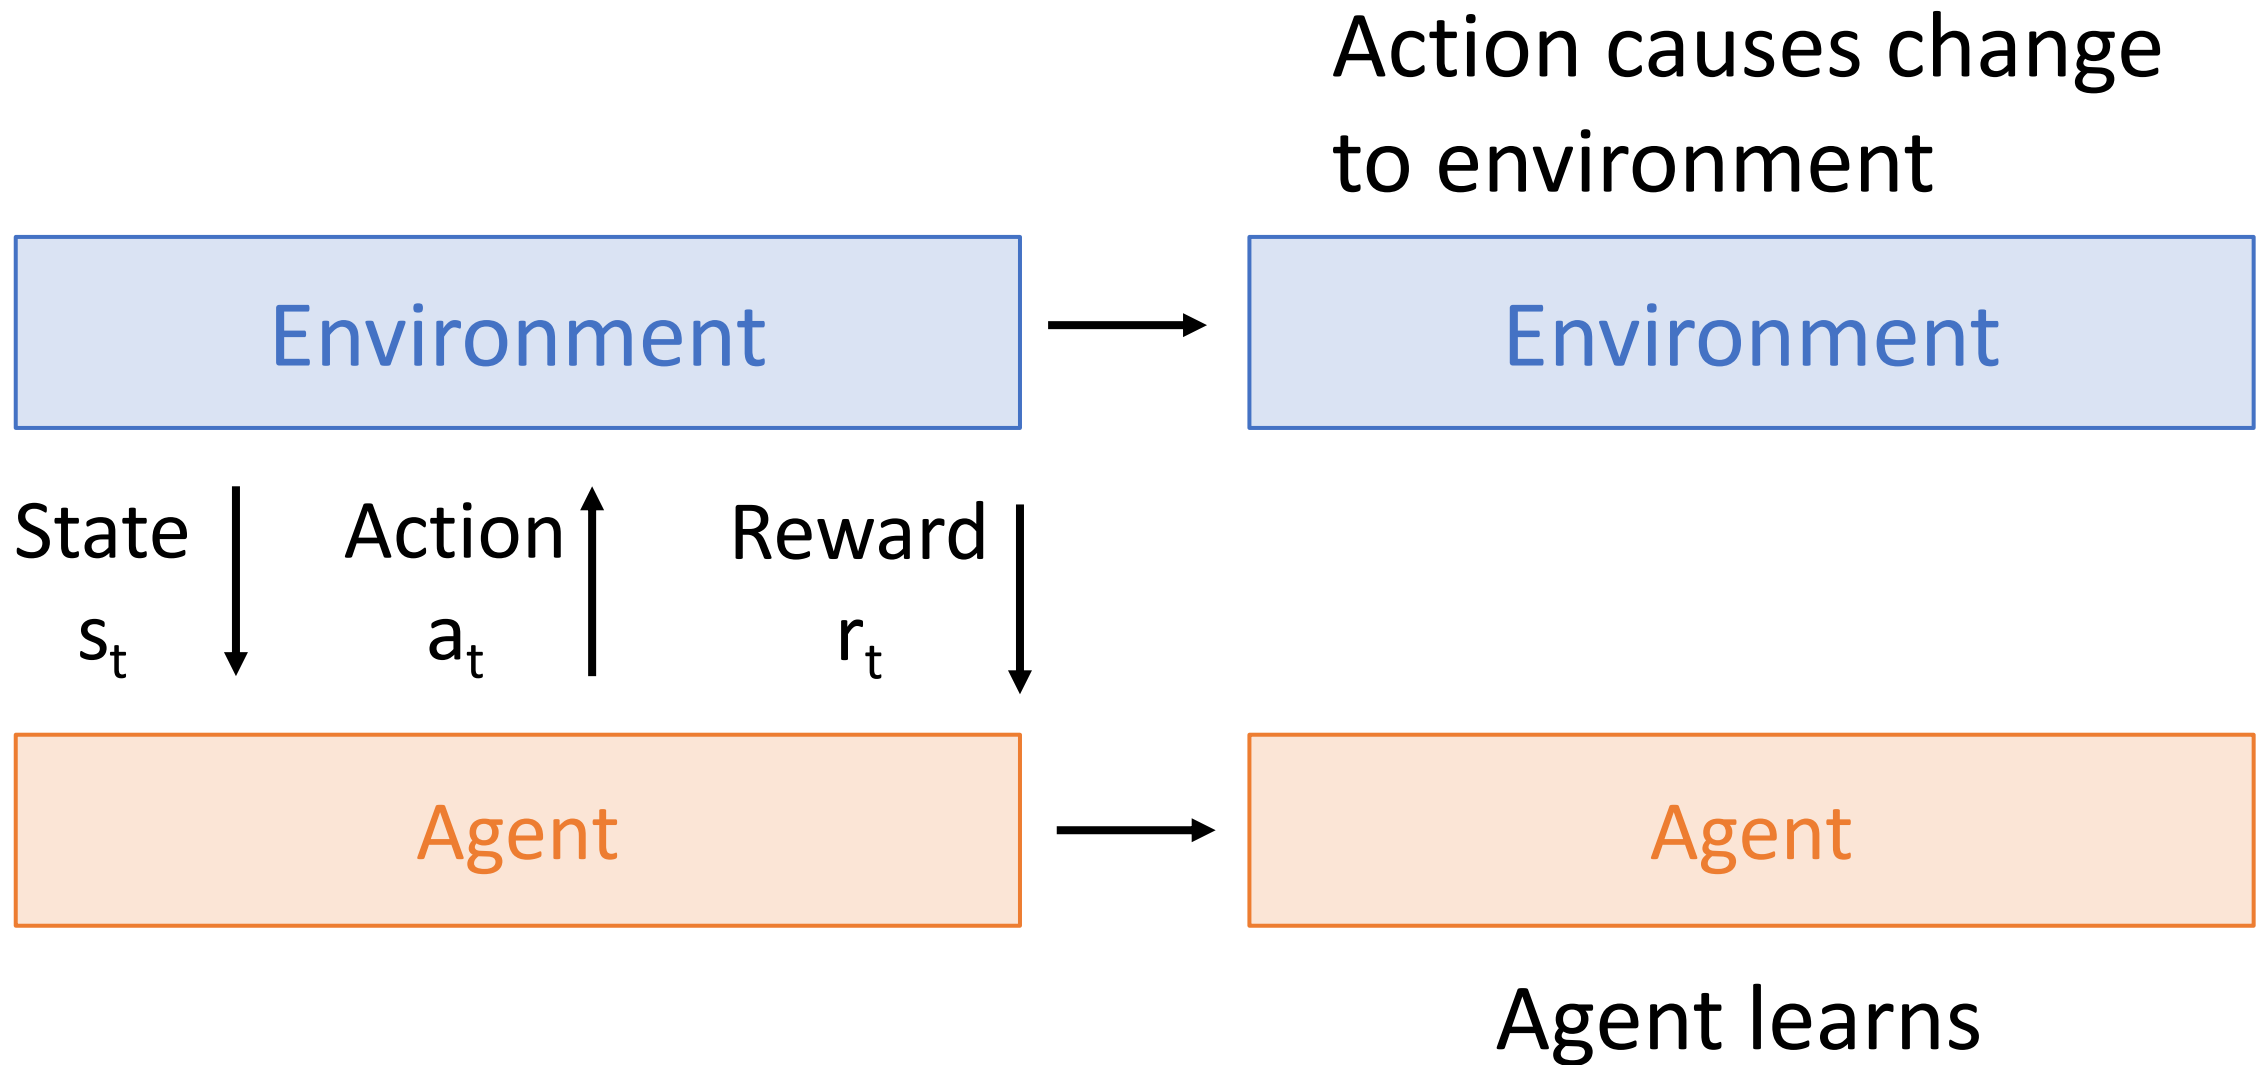 Action causes change
to environment
Environment
Environment
State
Action
Reward
sₜ
aₜ
rₜ
Agent
Agent
Agent learns